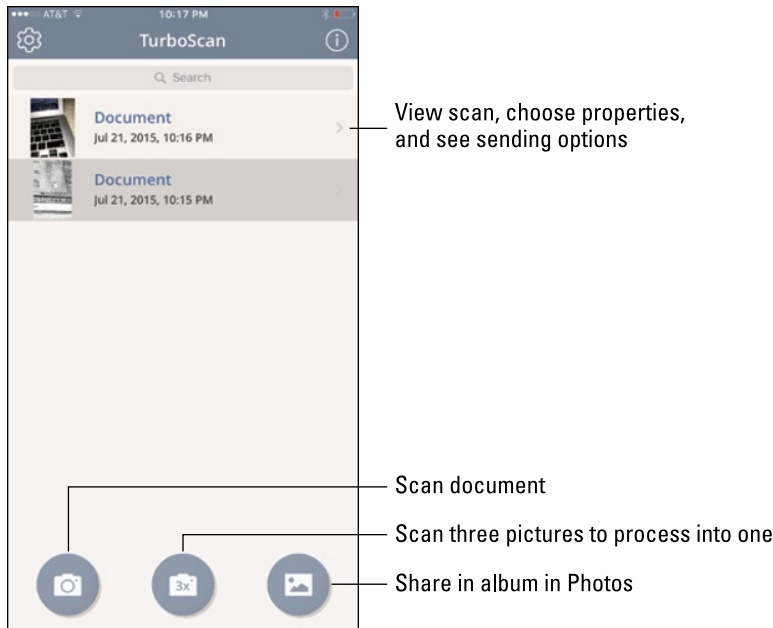 AT&T 10:17 PM
TurboScan
Search
Document
Jul 21, 2015, 10:16 PM
View scan, choose properties,
and see sending options
Document
Jul 21, 2015, 10:15 PM
Scan document
Scan three pictures to process into one
3x
Share in album in Photos